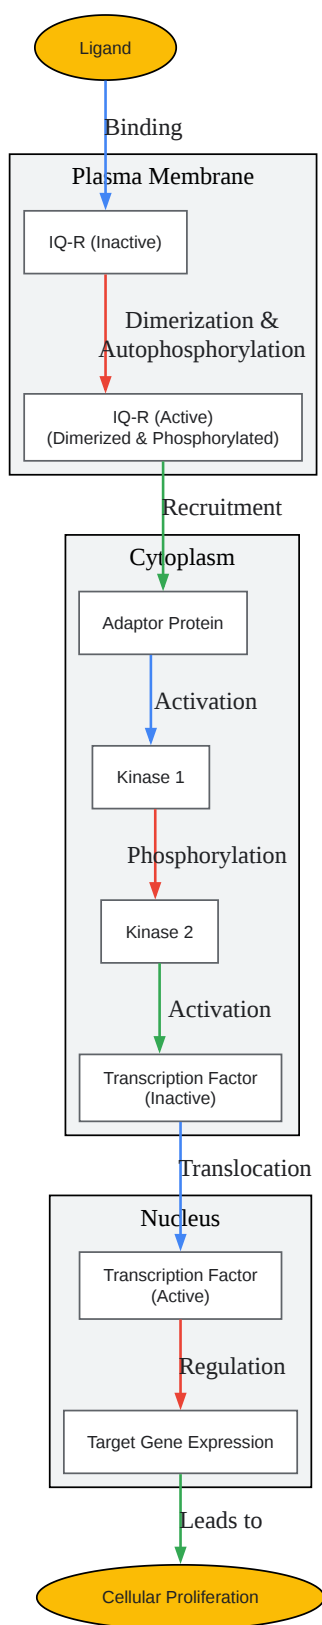 Ligand
Binding
Plasma Membrane
IQ-R (Inactive)
Dimerization &
Autophosphorylation
IQ-R (Active)
(Dimerized & Phosphorylated)
Recruitment
Cytoplasm
Adaptor Protein
Activation
Kinase 1
Phosphorylation
Kinase 2
Activation
Transcription Factor
(Inactive)
Translocation
Nucleus
Transcription Factor
(Active)
Regulation
Target Gene Expression
Leads to
Cellular Proliferation